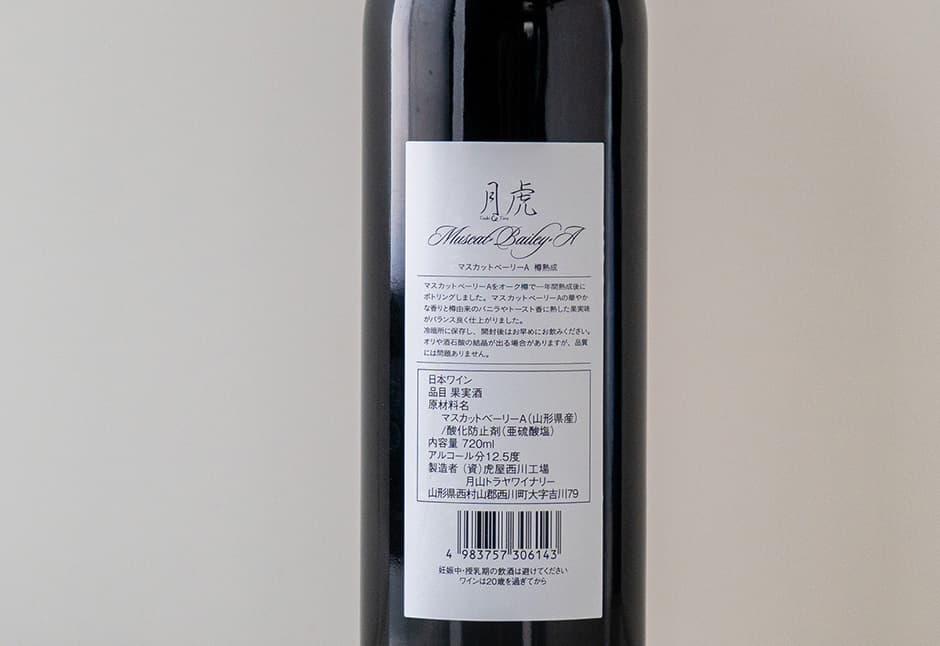 月虎
Tsuki & Tora
Muscat Bailey A
マスカットベーリーA 樽熟成
マスカットベーリーAをオーク樽で一年間熟成後に
ボトリングしました。マスカットベーリーAの華やか
な香りと樽由来のバニラやトースト香に熟した果実味
がバランス良く仕上がりました。
冷暗所に保存し、開封後はお早めにお飲みください。
オリや酒石酸の結晶が出る場合がありますが、品質
には問題ありません。
日本ワイン
品目 果実酒
原材料名
マスカットベーリーA(山形県産)
/酸化防止剤(亜硫酸塩)
内容量 720ml
アルコール分12.5度
製造者 (資)虎屋西川工場
月山トラヤワイナリー
山形県西村山郡西川町大字吉川79
4 983757 306143
妊娠中・授乳期の飲酒は避けてください
ワインは20歳を過ぎてから